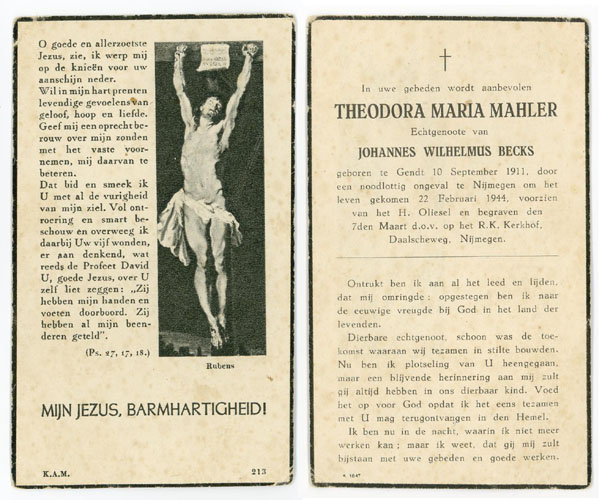 O goede en allerzoetste
Jezus, zie, ik werp mij
op de knieën voor uw
aanschijn neder.
Wil in mijn hart prenten
levendige gevoelens van
geloof, hoop en liefde.
Geef mij een oprecht be-
rouw over mijn zonden
met het vaste voor-
nemen, mij daarvan te
beteren.
Dat bid en smeek ik
U met al de vurigheid
van mijn ziel. Vol ont-
roering en smart be-
schouw en overweeg ik
daarbij Uw vijf wonden,
er aan denkend, wat
reeds de Profeet David
U, goede Jezus, over U
zelf liet zeggen: „Zij
hebben mijn handen en
voeten doorboord. Zij
hebben al mijn been-
deren geteld”.
(Ps. 27, 17, 18.)
Rubens
MIJN JEZUS, BARMHARTIGHEID!
K.A.M.
213
In uwe gebeden wordt aanbevolen
THEODORA MARIA MAHLER
Echtgenoote van
JOHANNES WILHELMUS BECKS
geboren te Gendt 10 September 1911, door
een noodlottig ongeval te Nijmegen om het
leven gekomen 22 Februari 1944, voorzien
van het H. Oliesel en begraven den
7den Maart d.o.v. op het R.K. Kerkhof,
Daalscheweg, Nijmegen.
Ontrukt ben ik aan al het leed en lijden,
dat mij omringde; opgestegen ben ik naar
de eeuwige vreugde bij God in het land der
levenden.
Dierbare echtgenoot, schoon was de toe-
komst waaraan wij tezamen in stilte bouwden.
Nu ben ik plotseling van U heengegaan,
maar een blijvende herinnering aan mij zult
gij altijd hebben in ons dierbaar kind. Voed
het op voor God opdat ik het eens tezamen
met U mag terugontvangen in den Hemel.
Ik ben nu in de nacht, waarin ik niet meer
werken kan; maar ik weet, dat gij mij zult
bijstaan met uwe gebeden en goede werken.